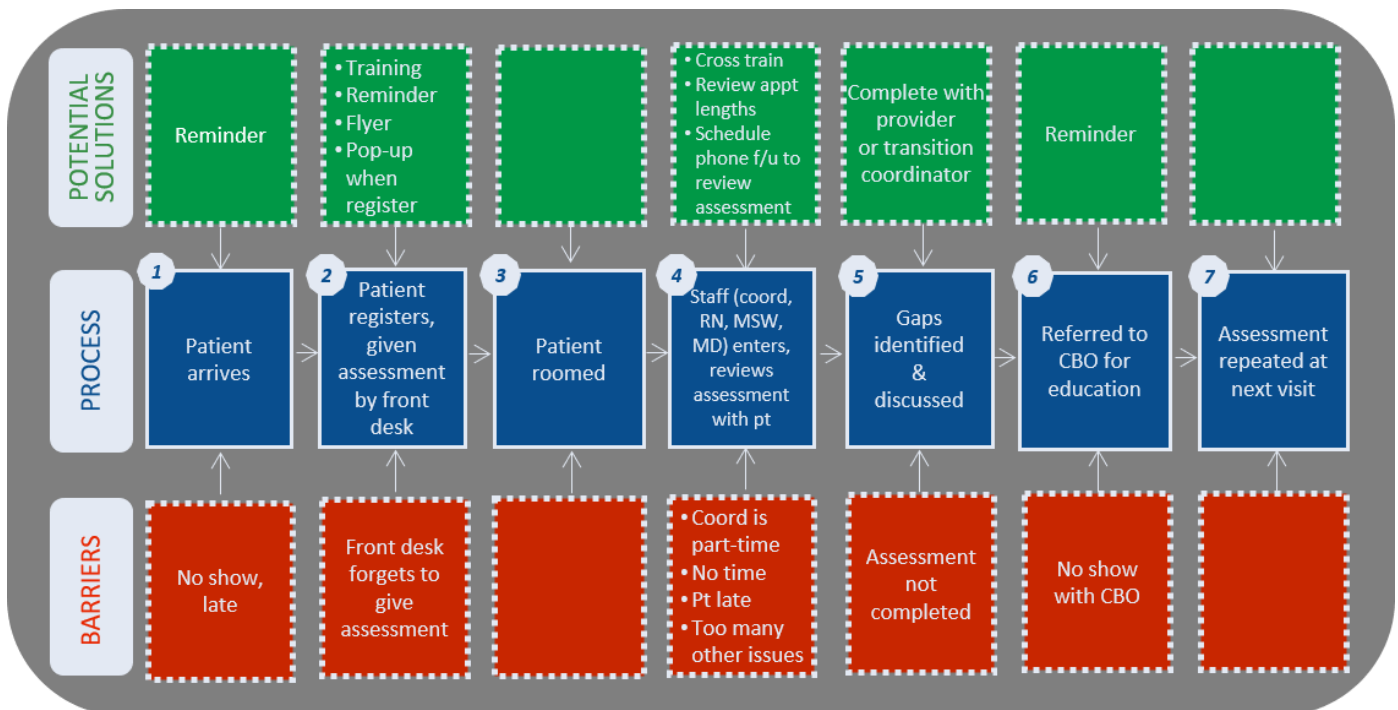 POTENTIAL
SOLUTIONS
Reminder
• Training
• Reminder
• Flyer
• Pop-up
when
register
• Cross train
• Review appt
lengths
• Schedule
phone f/u to
review
assessment
Complete with
provider
or transition
coordinator
Reminder
PROCESS
1
Patient
arrives
2
Patient
registers,
given
assessment
by front
desk
3
Patient
roomed
4
Staff (coord,
RN, MSW,
MD) enters,
reviews
assessment
with pt
5
Gaps
identified
&
discussed
6
Referred to
CBO for
education
7
Assessment
repeated at
next visit
BARRIERS
No show,
late
Front desk
forgets to
give
assessment
• Coord is
part-time
• No time
• Pt late
• Too many
other issues
Assessment
not
completed
No show
with CBO